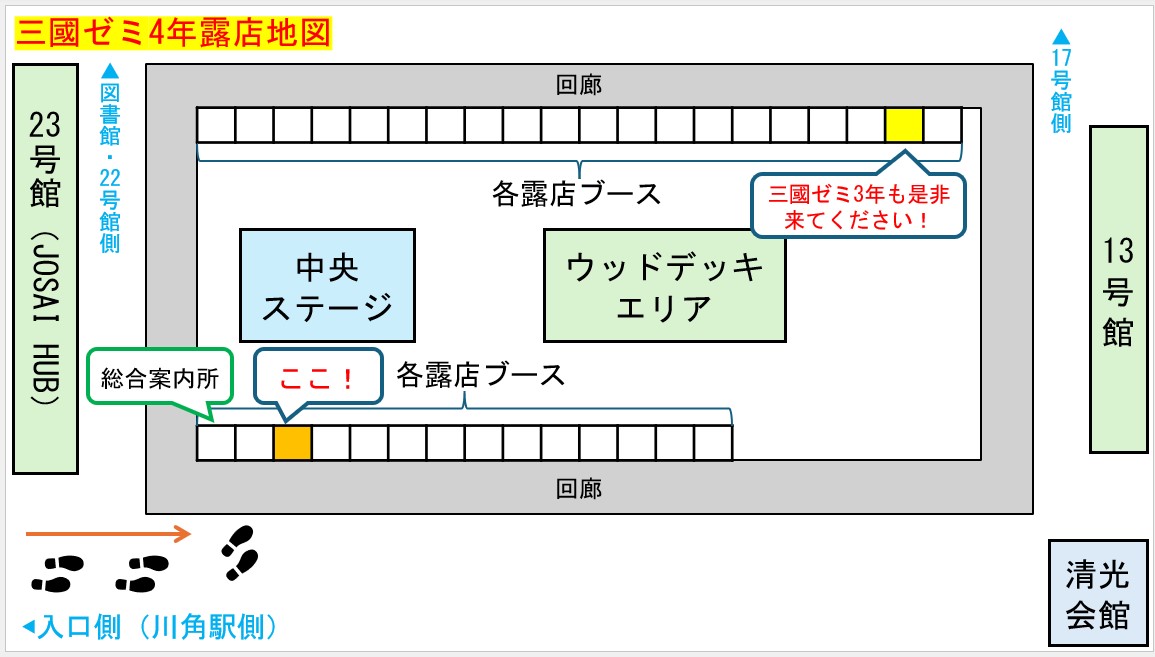 三國ゼミ4年露店地図
▲図書館・22号館側
▲17号館側
回廊
23号館（JOSAI HUB）
各露店ブース
三國ゼミ3年も是非
来てください！
中央
ステージ
ウッドデッキ
エリア
13号館
総合案内所
ここ！
各露店ブース
回廊
清光
会館
◀入口側（川角駅側）